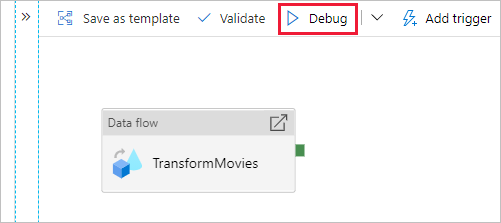 Save as template Validate Debug Add trigger
Data flow
TransformMovies